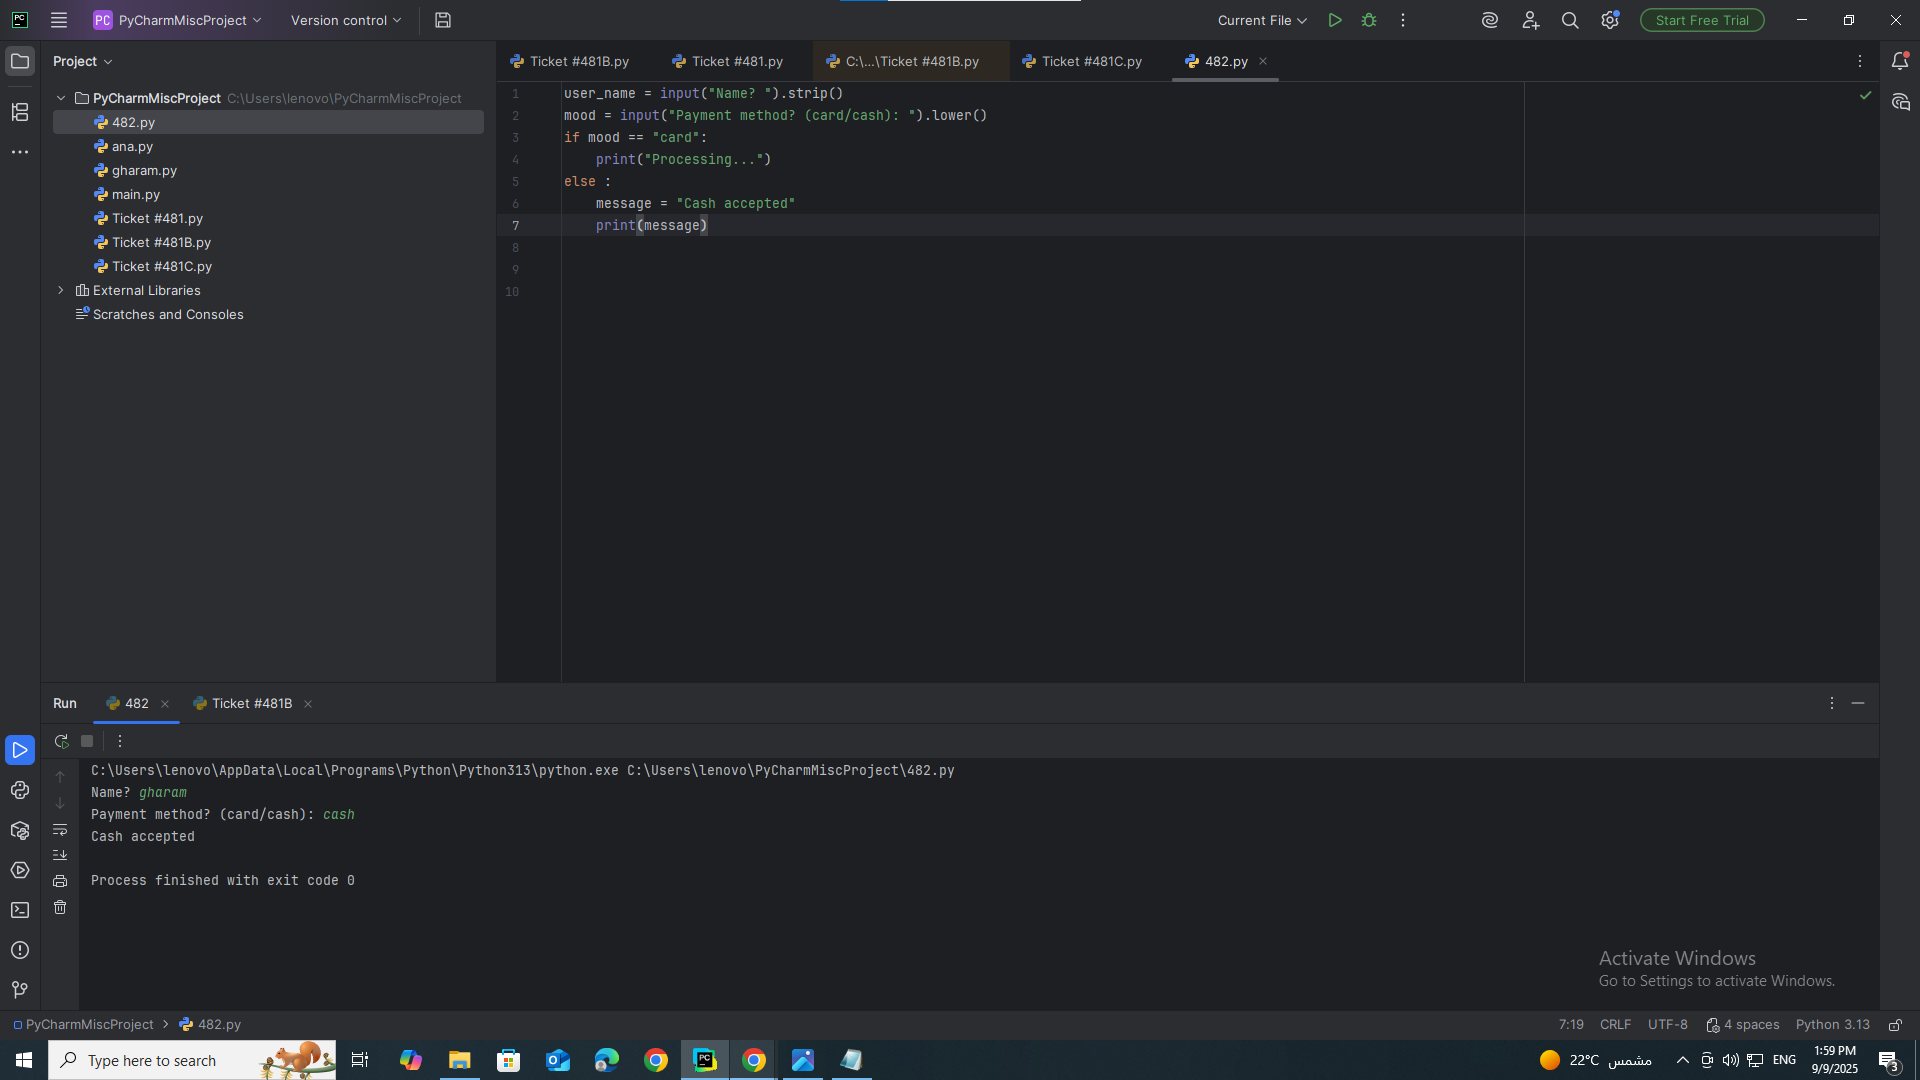 PC PyCharmMiscProject Version control Current File Start Free Trial
Project
Ticket #481B.py Ticket #481.py C:\...\Ticket #481B.py Ticket #481C.py 482.py
PyCharmMiscProject C:\Users\lenovo\PyCharmMiscProject
482.py
ana.py
gharam.py
main.py
Ticket #481.py
Ticket #481B.py
Ticket #481C.py
External Libraries
Scratches and Consoles
1 user_name = input("Name? ").strip()
2 mood = input("Payment method? (card/cash): ").lower()
3 if mood == "card":
4     print("Processing...")
5 else :
6     message = "Cash accepted"
7     print(message)
8
9
10
Run 482 Ticket #481B
C:\Users\lenovo\AppData\Local\Programs\Python\Python313\python.exe C:\Users\lenovo\PyCharmMiscProject\482.py
Name? gharam
Payment method? (card/cash): cash
Cash accepted
Process finished with exit code 0
Activate Windows
Go to Settings to activate Windows.
PyCharmMiscProject 482.py 7:19 CRLF UTF-8 4 spaces Python 3.13
Type here to search PC 22°C مشمس ENG 1:59 PM
9/9/2025 3